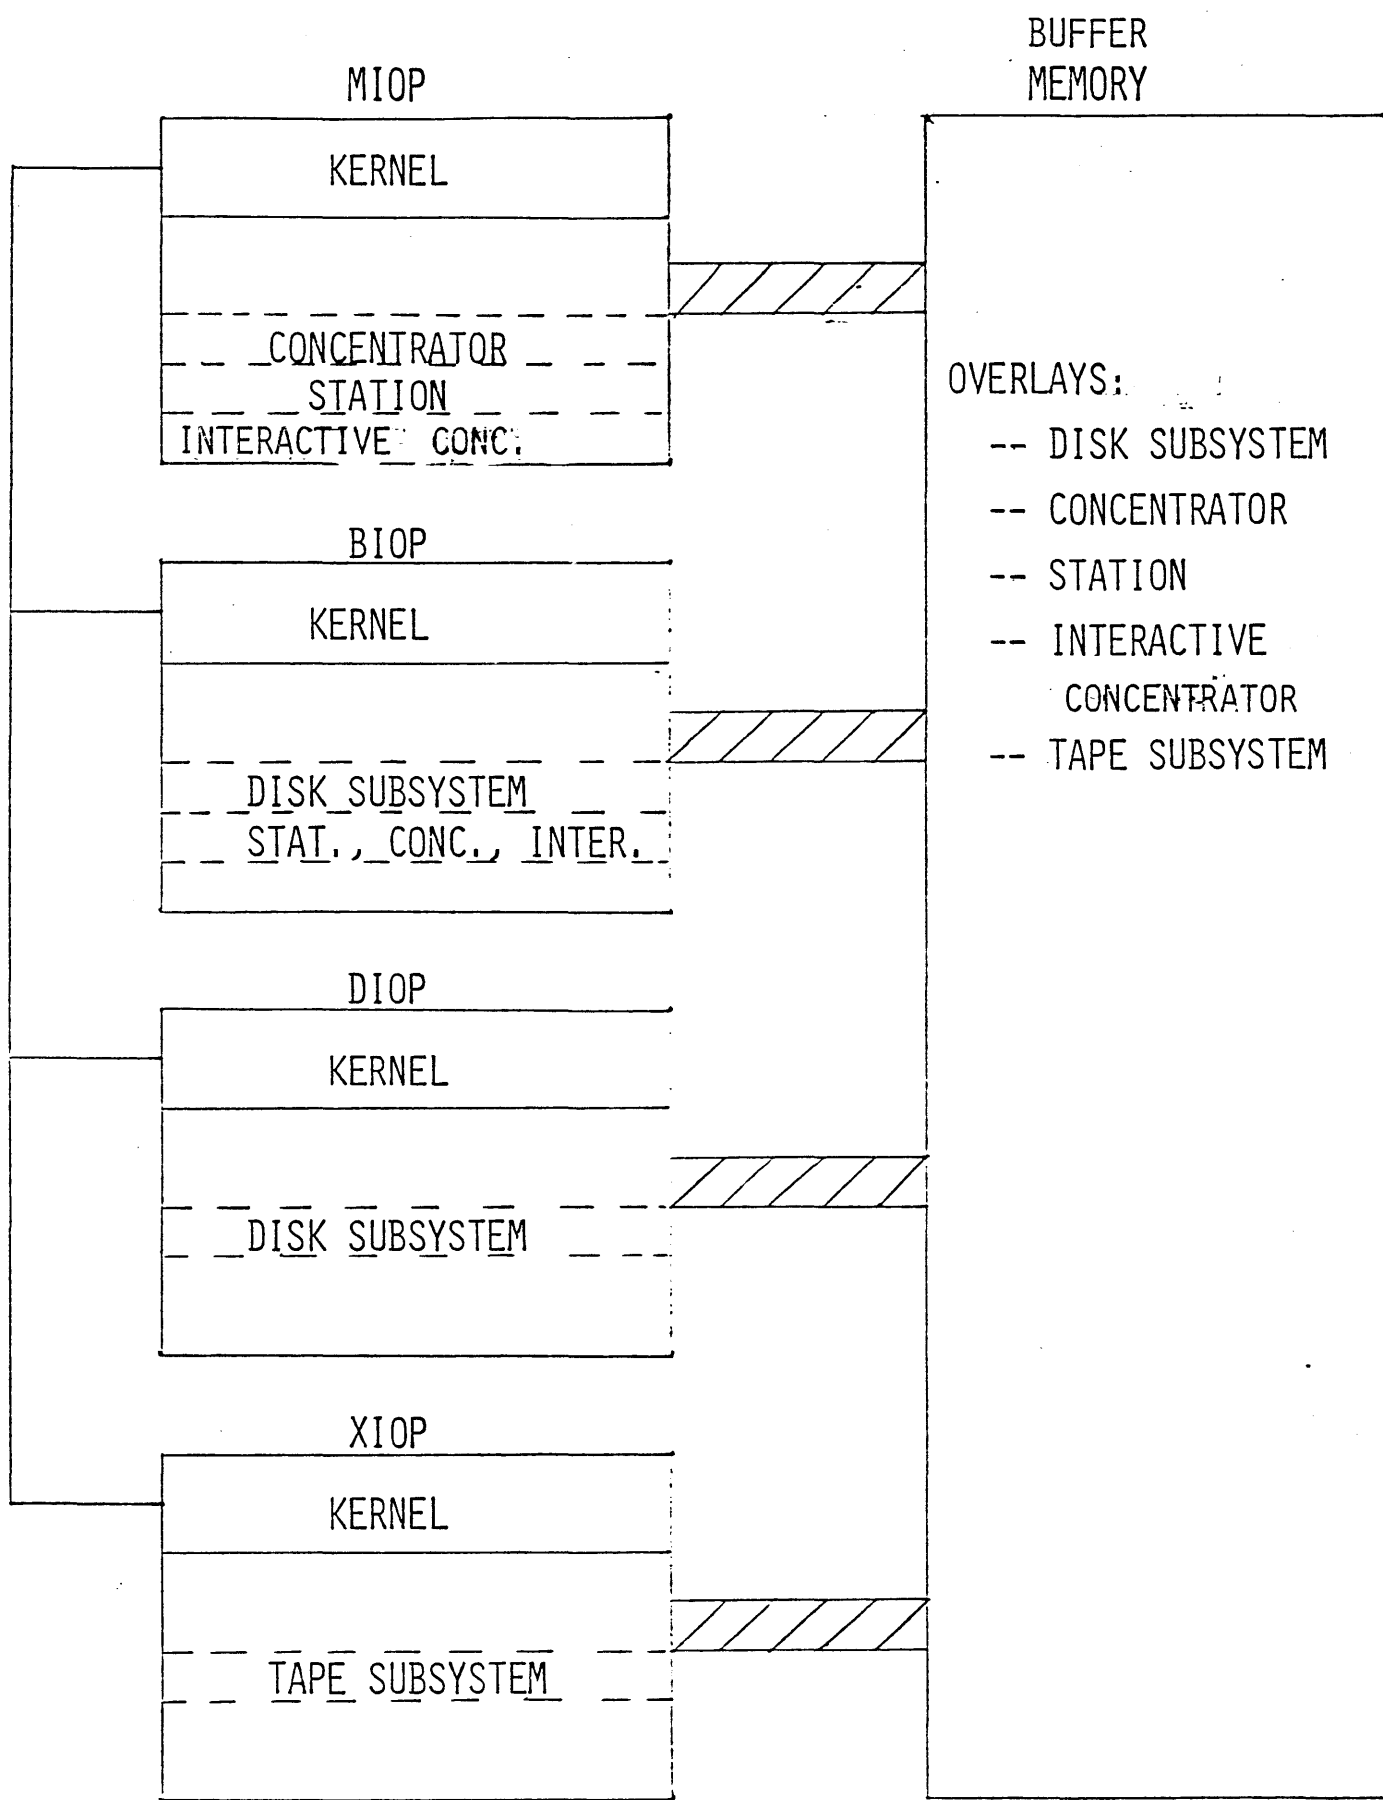 MIOP
KERNEL
CONCENTRATOR
STATION
INTERACTIVE CONC.
BIOP
KERNEL
DISK SUBSYSTEM
STAT., CONC., INTER.
DIOP
KERNEL
DISK SUBSYSTEM
XIOP
KERNEL
TAPE SUBSYSTEM
BUFFER
MEMORY
OVERLAYS:
-- DISK SUBSYSTEM
-- CONCENTRATOR
-- STATION
-- INTERACTIVE
CONCENTRATOR
-- TAPE SUBSYSTEM